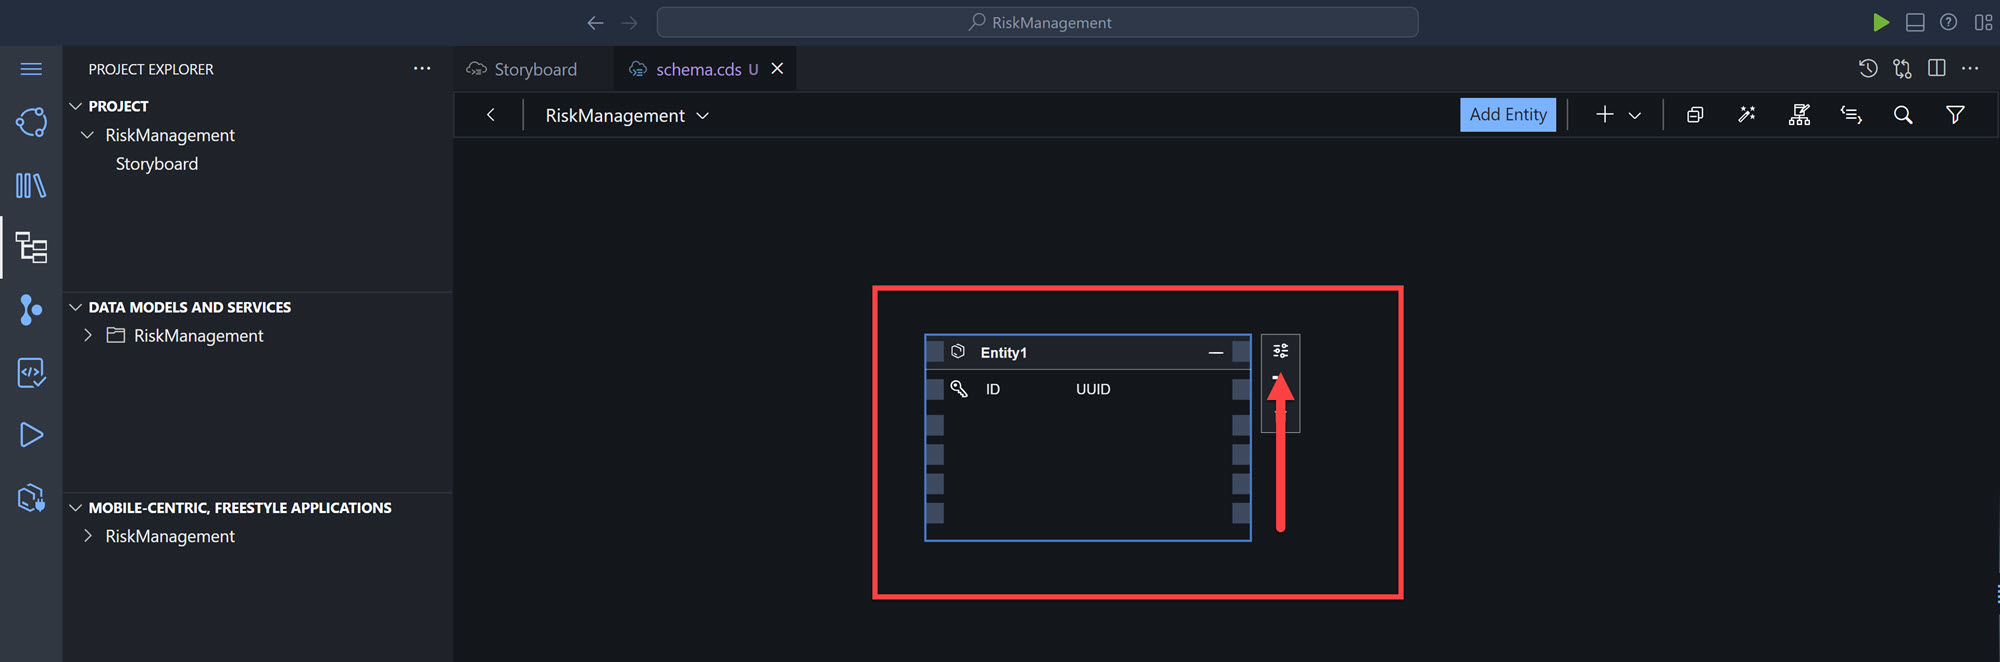 RiskManagement
PROJECT EXPLORER
Storyboard
schema.cds U
PROJECT
RiskManagement
Storyboard
RiskManagement
Add Entity
DATA MODELS AND SERVICES
RiskManagement
Entity1
ID UUID
MOBILE-CENTRIC, FREESTYLE APPLICATIONS
RiskManagement